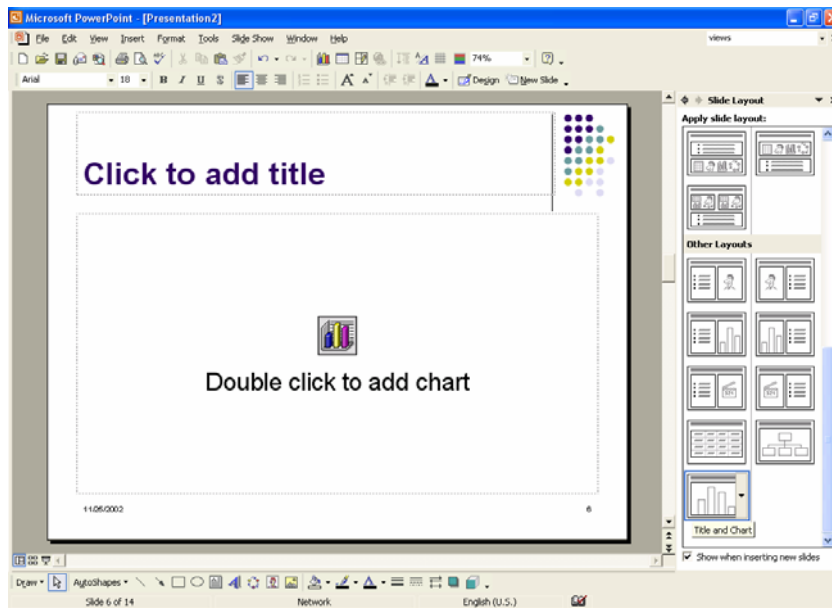 Microsoft PowerPoint - [Presentation2]
File Edit View Insert Format Tools Slide Show Window Help
views
74%
Arial 18 B I U S A A A Design New Slide
Slide Layout
Apply slide layout:
Click to add title
Other Layouts
Double click to add chart
11/05/2002
6
Title and Chart
Show when inserting new slides
Draw AutoShapes
Slide 6 of 14 Network English (U.S.)